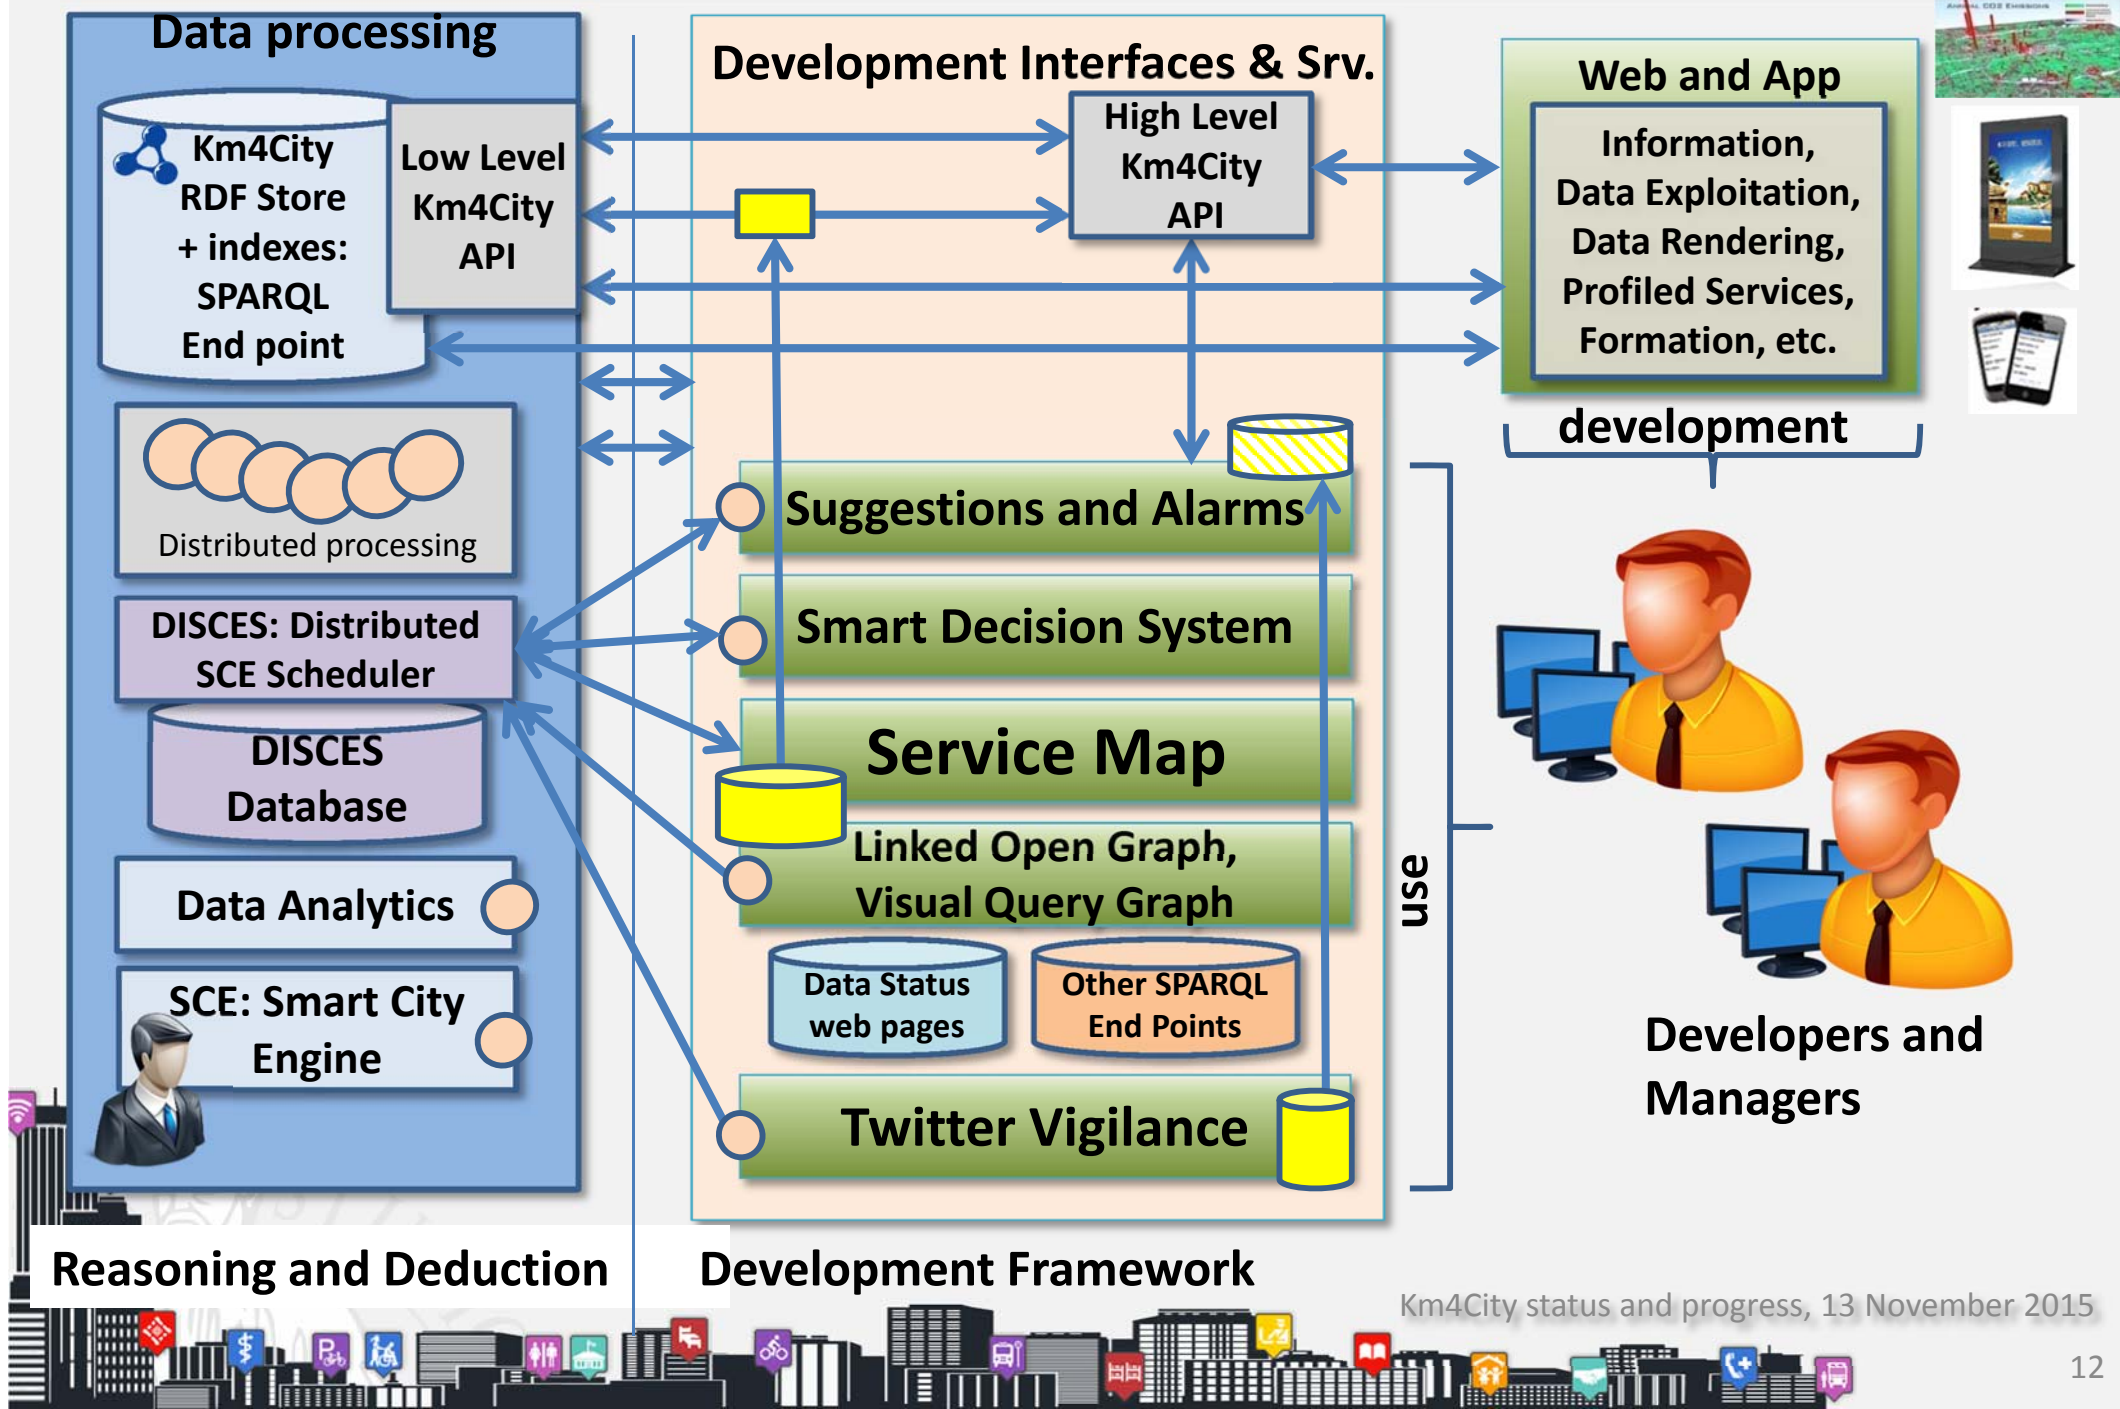 Data processing
Km4City
RDF Store
+ indexes:
SPARQL
End point
Low Level
Km4City
API
Distributed processing
DISCES: Distributed
SCE Scheduler
DISCES
Database
Data Analytics
SCE: Smart City
Engine
Reasoning and Deduction
Development Interfaces & Srv.
High Level
Km4City
API
Suggestions and Alarms
Smart Decision System
Service Map
Linked Open Graph,
Visual Query Graph
Data Status
web pages
Other SPARQL
End Points
Twitter Vigilance
Development Framework
Web and App
Information,
Data Exploitation,
Data Rendering,
Profiled Services,
Formation, etc.
development
use
Developers and
Managers
Annual CO2 Emissions
Km4City status and progress, 13 November 2015
12